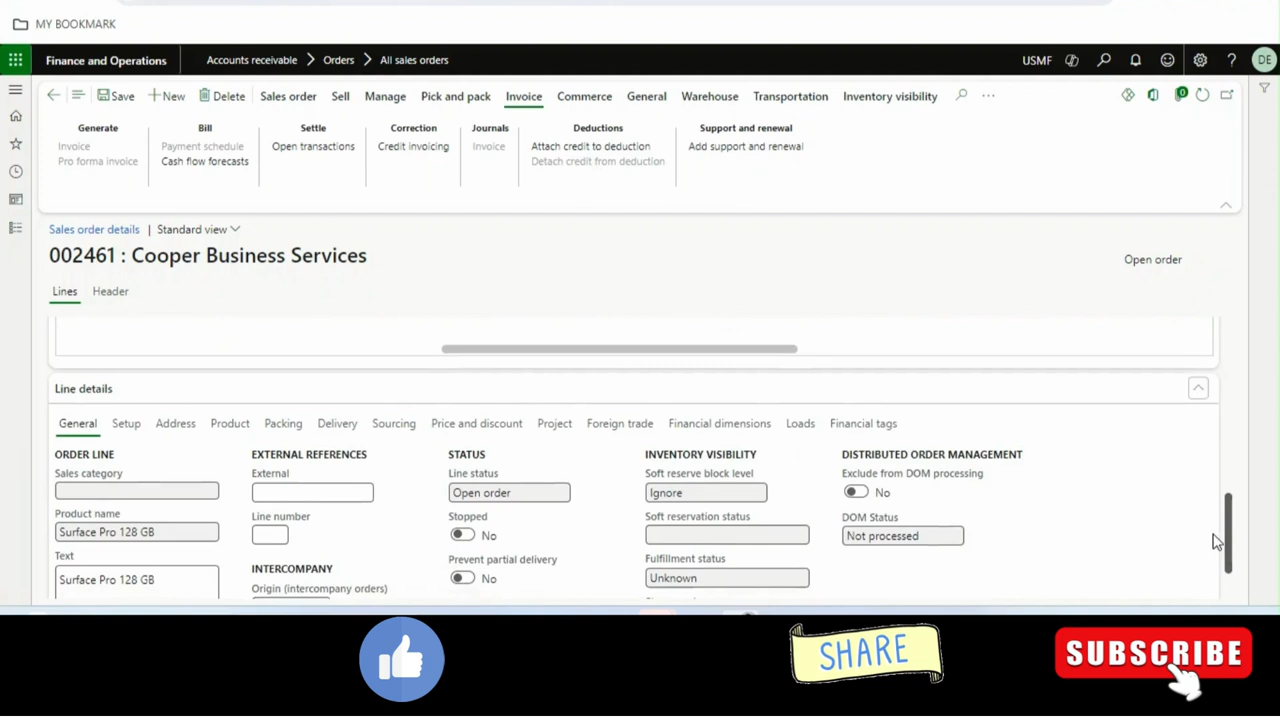 MY BOOKMARK
Finance and Operations
Accounts receivable
Orders
All sales orders
USMF
DE
Save
New
Delete
Sales order
Sell
Manage
Pick and pack
Invoice
Commerce
General
Warehouse
Transportation
Inventory visibility
0
Generate
Bill
Settle
Correction
Journals
Deductions
Support and renewal
Invoice
Payment schedule
Open transactions
Credit invoicing
Invoice
Attach credit to deduction
Add support and renewal
Pro forma invoice
Cash flow forecasts
Detach credit from deduction
Sales order details | Standard view
002461 : Cooper Business Services
Open order
Lines
Header
Line details
General
Setup
Address
Product
Packing
Delivery
Sourcing
Price and discount
Project
Foreign trade
Financial dimensions
Loads
Financial tags
ORDER LINE
Sales category
Product name
Surface Pro 128 GB
Text
Surface Pro 128 GB
EXTERNAL REFERENCES
External
Line number
INTERCOMPANY
Origin (intercompany orders)
STATUS
Line status
Open order
Stopped
No
Prevent partial delivery
No
INVENTORY VISIBILITY
Soft reserve block level
Ignore
Soft reservation status
Fulfillment status
Unknown
DISTRIBUTED ORDER MANAGEMENT
Exclude from DOM processing
No
DOM Status
Not processed
SHARE
SUBSCRIBE